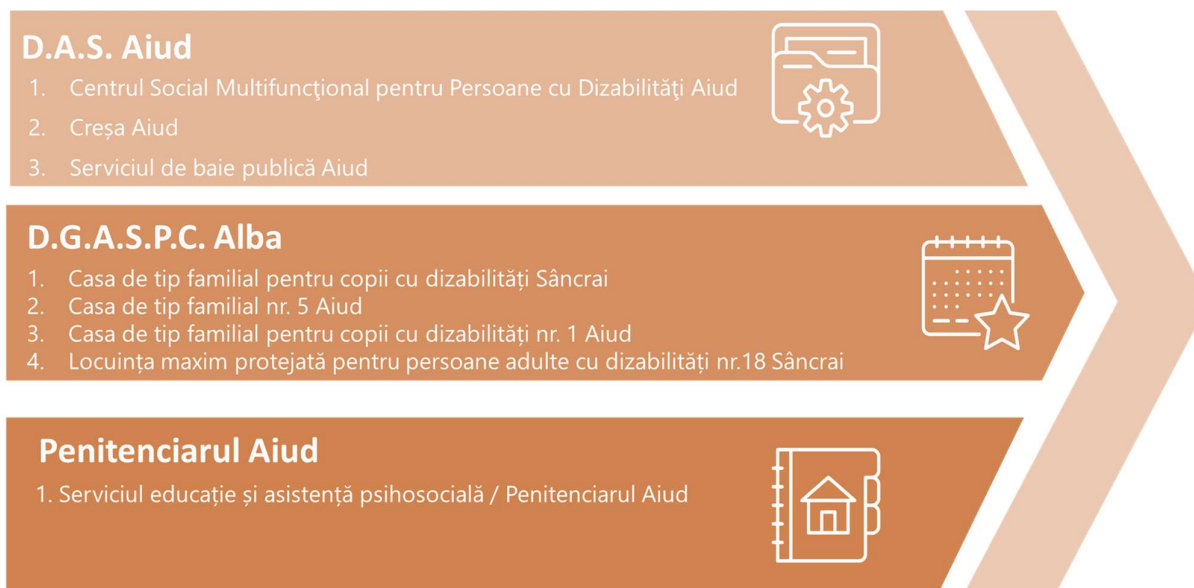 D.A.S. Aiud
1. Centrul Social Multifuncţional pentru Persoane cu Dizabilităţi Aiud
2. Creșa Aiud
3. Serviciul de baie publică Aiud
D.G.A.S.P.C. Alba
1. Casa de tip familial pentru copii cu dizabilități Sâncrai
2. Casa de tip familial nr. 5 Aiud
3. Casa de tip familial pentru copii cu dizabilități nr. 1 Aiud
4. Locuința maxim protejată pentru persoane adulte cu dizabilități nr.18 Sâncrai
Penitenciarul Aiud
1. Serviciul educație și asistență psihosocială / Penitenciarul Aiud